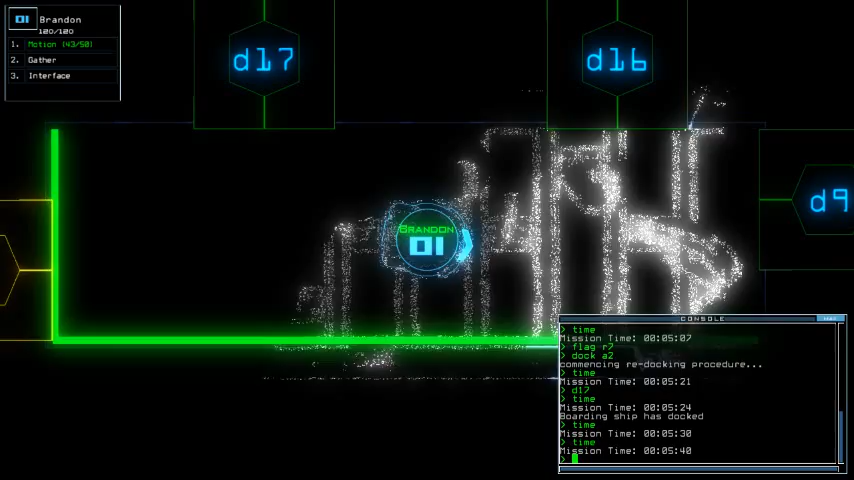 01 Brandon
120/120
1. Motion (43/50)
2. Gather
3. Interface
d17
d16
d9
BRANDON
01
CONSOLE
> time
Mission Time: 00:05:07
> flag r7
> dock a2
commencing re-docking procedure...
> time
Mission Time: 00:05:21
> d17
> time
Mission Time: 00:05:24
Boarding ship has docked
> time
Mission Time: 00:05:30
> time
Mission Time: 00:05:40
>